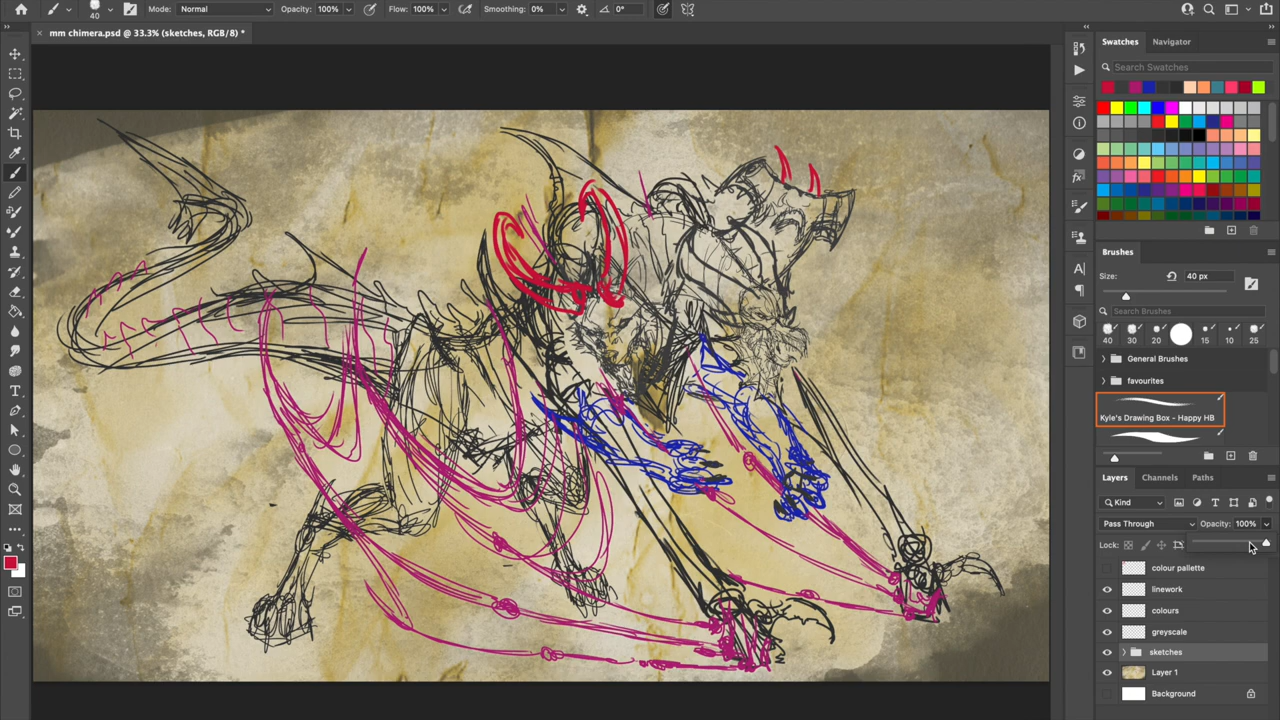 40 Mode: Normal Opacity: 100% Flow: 100% Smoothing: 0% 0°
mm chimera.psd @ 33.3% (sketches, RGB/8) *
Swatches Navigator
Search Swatches
Brushes
Size: 40 px
Search Brushes
40 30 20 15 10 25
General Brushes
favourites
Kyle's Drawing Box - Happy HB
Layers Channels Paths
Kind
Pass Through Opacity: 100%
Lock:
colour pallette
linework
colours
greyscale
sketches
Layer 1
Background